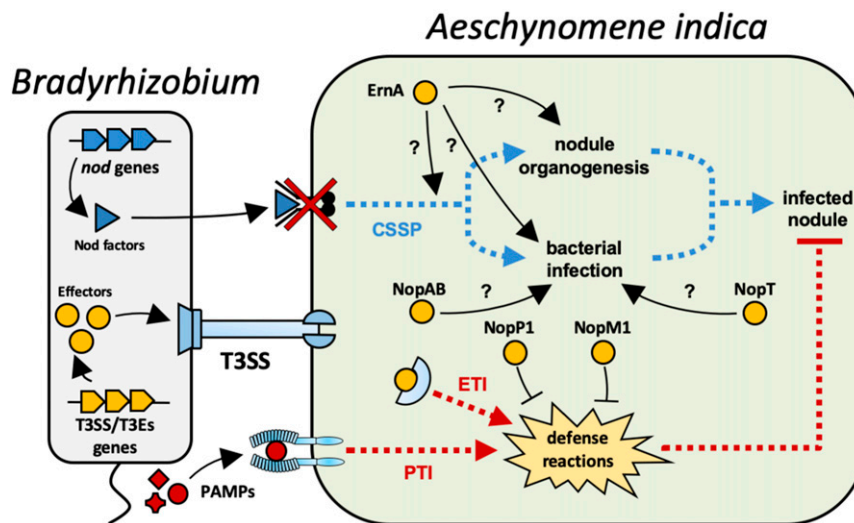 Aeschynomene indica
Bradyrhizobium
ErnA
?
?
?
nod genes
nodule
organogenesis
infected
nodule
Nod factors
CSSP
bacterial
infection
Effectors
NopAB
?
?
NopT
NopP1
NopM1
T3SS
ETI
T3SS/T3Es
genes
defense
reactions
PTI
PAMPs